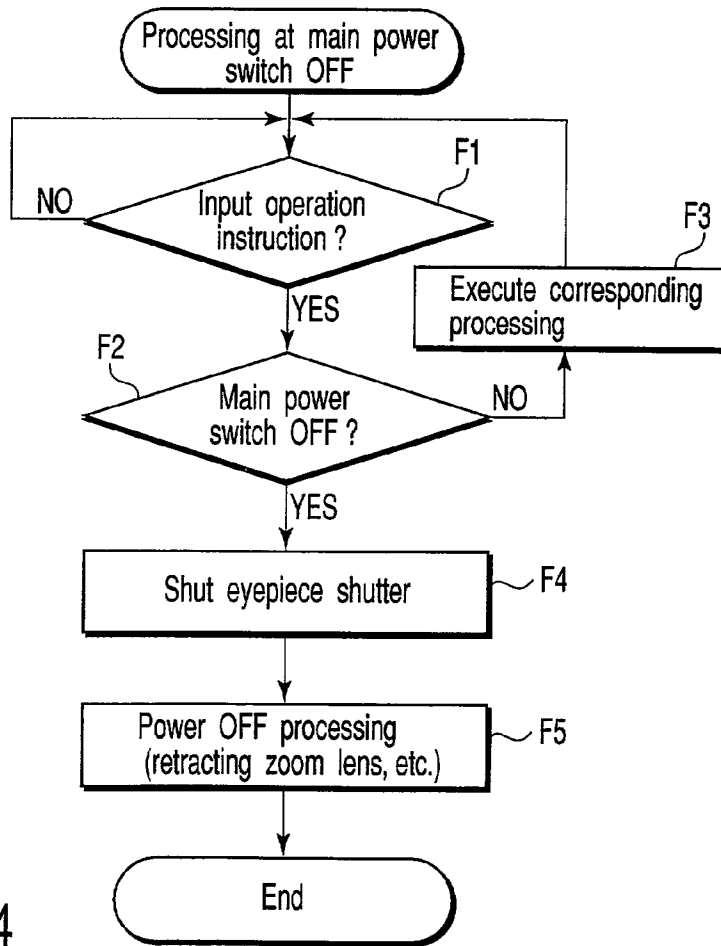 Processing at main power
switch OFF
F1
NO
Input operation
instruction ?
F3
YES
Execute corresponding
processing
F2
Main power
switch OFF ?
NO
YES
Shut eyepiece shutter
F4
Power OFF processing
(retracting zoom lens, etc.)
F5
End
4